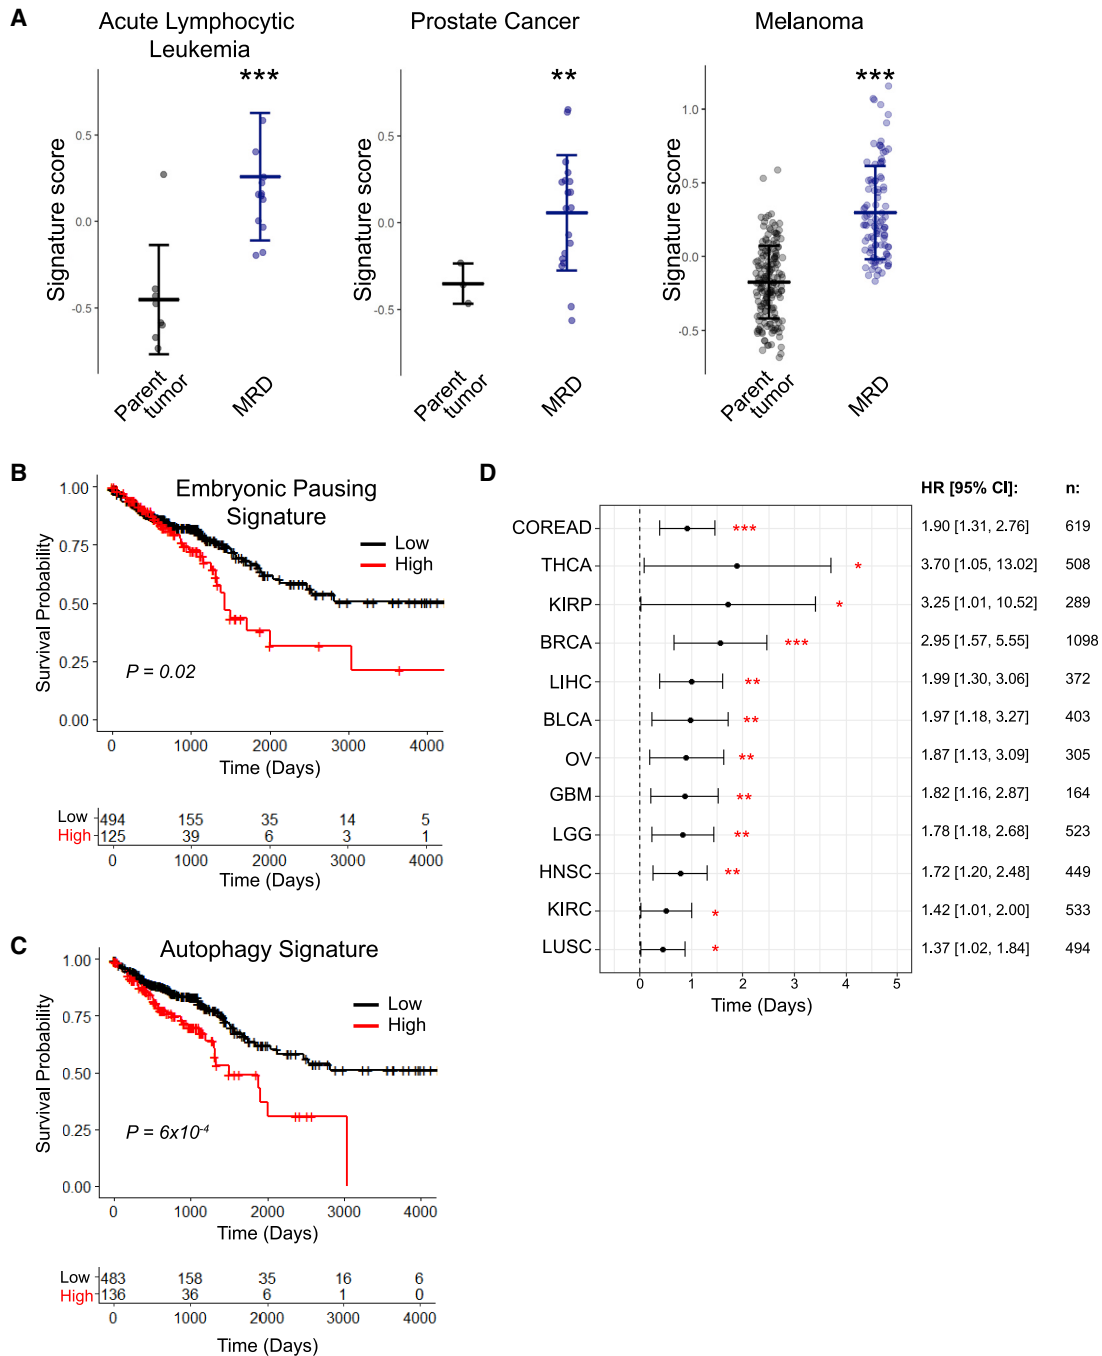 A
Acute Lymphocytic
Leukemia
Prostate Cancer
Melanoma
***
**
***
Signature score
0.5
0.0
-0.5
Parent
tumor
MRD
Signature score
0.5
0.0
-0.5
Parent
tumor
MRD
Signature score
1.0
0.5
0.0
-0.5
Parent
tumor
MRD
B
Embryonic Pausing
Signature
Low
High
Survival Probability
1.00
0.75
0.50
0.25
0.00
P = 0.02
0 1000 2000 3000 4000
Time (Days)
Low 494 155 35 14 5
High 125 39 6 3 1
0 1000 2000 3000 4000
Time (Days)
C
Autophagy Signature
Low
High
Survival Probability
1.00
0.75
0.50
0.25
0.00
P = 6x10-4
0 1000 2000 3000 4000
Time (Days)
Low 483 158 35 16 6
High 136 36 6 1 0
0 1000 2000 3000 4000
Time (Days)
D
HR [95% CI]: n:
COREAD *** 1.90 [1.31, 2.76] 619
THCA * 3.70 [1.05, 13.02] 508
KIRP * 3.25 [1.01, 10.52] 289
BRCA *** 2.95 [1.57, 5.55] 1098
LIHC ** 1.99 [1.30, 3.06] 372
BLCA ** 1.97 [1.18, 3.27] 403
OV ** 1.87 [1.13, 3.09] 305
GBM ** 1.82 [1.16, 2.87] 164
LGG ** 1.78 [1.18, 2.68] 523
HNSC ** 1.72 [1.20, 2.48] 449
KIRC * 1.42 [1.01, 2.00] 533
LUSC * 1.37 [1.02, 1.84] 494
0 1 2 3 4 5
Time (Days)